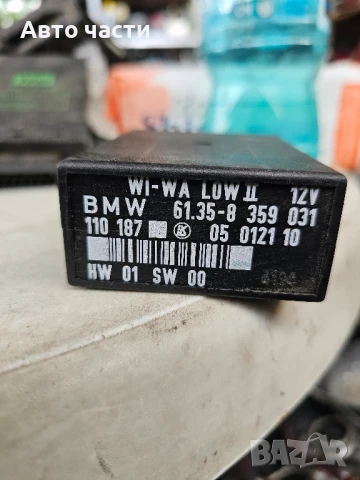 Авто части
WI-WA LOW II 12V
BMW 61.35-8 359 031
110 187 05 0121 10
HW 01 SW 00
BAZAR